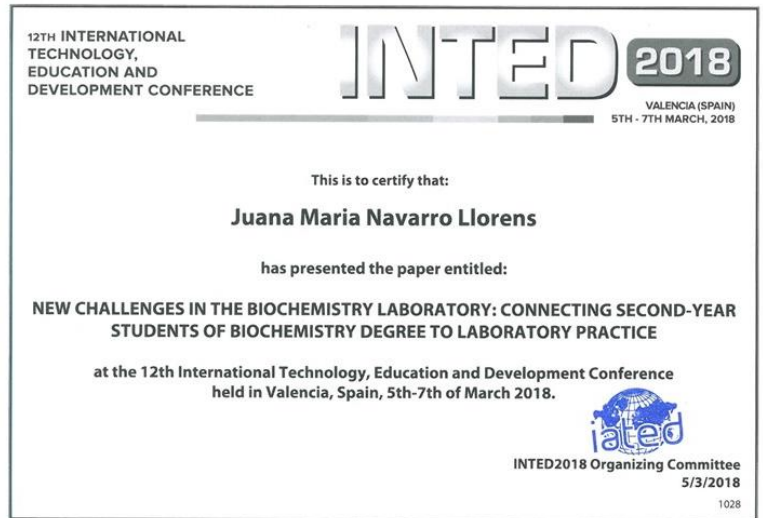 12TH INTERNATIONAL
TECHNOLOGY,
EDUCATION AND
DEVELOPMENT CONFERENCE
INTED 2018
VALENCIA (SPAIN)
5TH - 7TH MARCH, 2018
This is to certify that:
Juana Maria Navarro Llorens
has presented the paper entitled:
NEW CHALLENGES IN THE BIOCHEMISTRY LABORATORY: CONNECTING SECOND-YEAR
STUDENTS OF BIOCHEMISTRY DEGREE TO LABORATORY PRACTICE
at the 12th International Technology, Education and Development Conference
held in Valencia, Spain, 5th-7th of March 2018.
iated
INTED2018 Organizing Committee
5/3/2018
1028